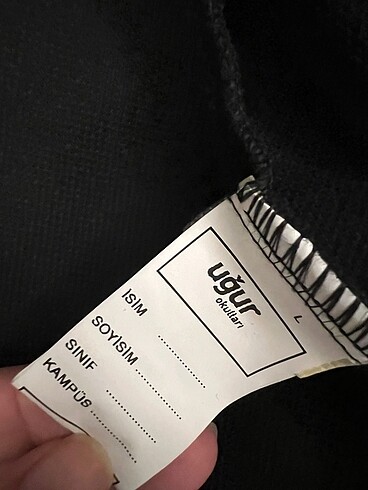 uğur
okulları
L
İSİM
SOYİSİM
SINIF
KAMPÜS